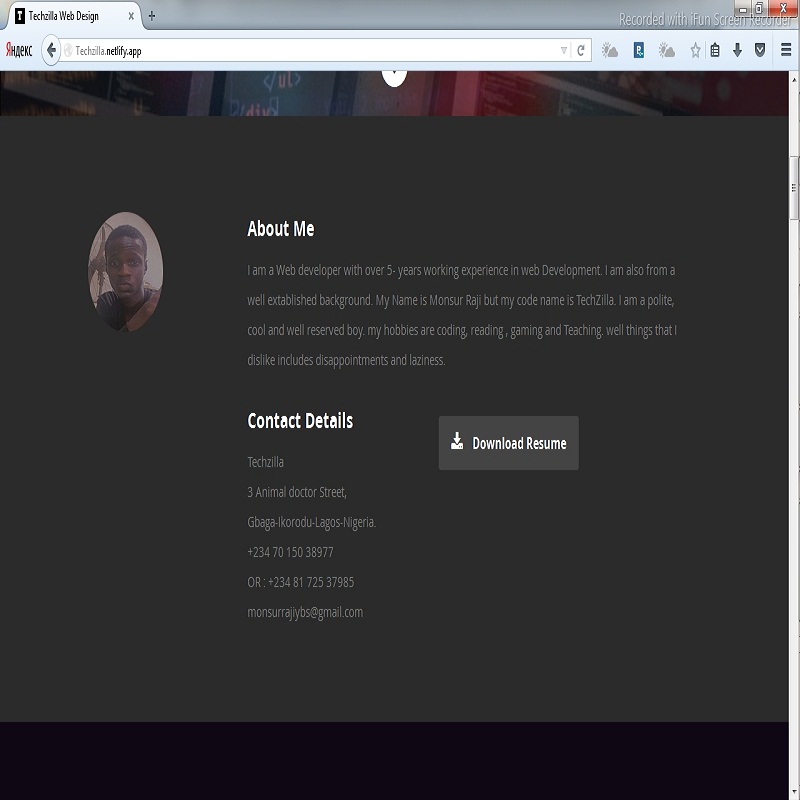 Techzilla Web Design
Recorded with iFun Screen Recorder
Яндекс
Techzilla.netlify.app
</ul>
/div>
About Me
I am a Web developer with over 5- years working experience in web Development. I am also from a
well extablished background. My Name is Monsur Raji but my code name is TechZilla. I am a polite,
cool and well reserved boy. my hobbies are coding, reading , gaming and Teaching. well things that I
dislike includes disappointments and laziness.
Contact Details
Download Resume
Techzilla
3 Animal doctor Street,
Gbaga-Ikorodu-Lagos-Nigeria.
+234 70 150 38977
OR : +234 81 725 37985
monsurrajiybs@gmail.com